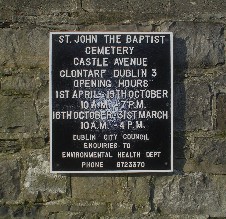 ST. JOHN THE BAPTIST
CEMETERY
CASTLE AVENUE
CLONTARF DUBLIN 3
OPENING HOURS
1ST APRIL - 15TH OCTOBER
10 A.M. - 7 P.M.
16TH OCTOBER - 31ST MARCH
10 A.M. - 4 P.M.
DUBLIN CITY COUNCIL
ENQUIRIES TO
ENVIRONMENTAL HEALTH DEPT
PHONE 8723370